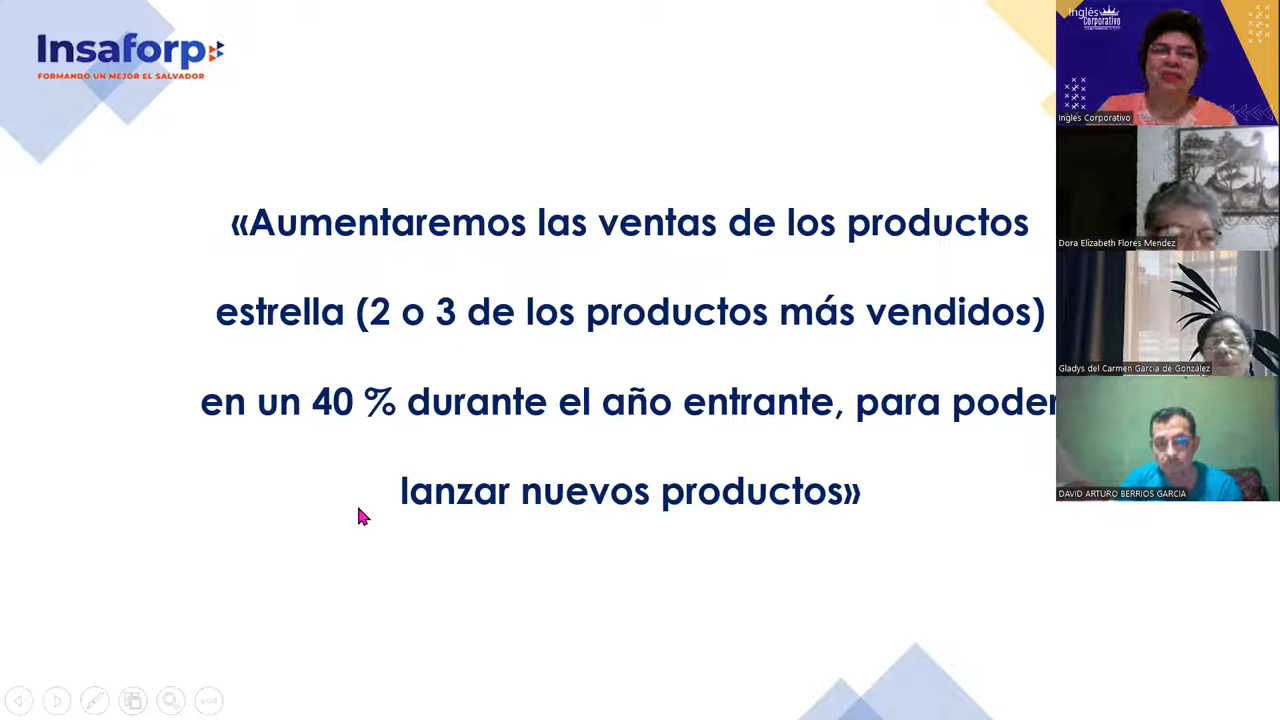 Insaforp
FORMANDO UN MEJOR EL SALVADOR
«Aumentaremos las ventas de los productos
estrella (2 o 3 de los productos más vendidos)
en un 40 % durante el año entrante, para poder
lanzar nuevos productos»
Inglés
Corporativo
Inglés Corporativo
Dora Elizabeth Flores Mendez
Gladys del Carmen Garcia de González
DAVID ARTURO BERRIOS GARCIA